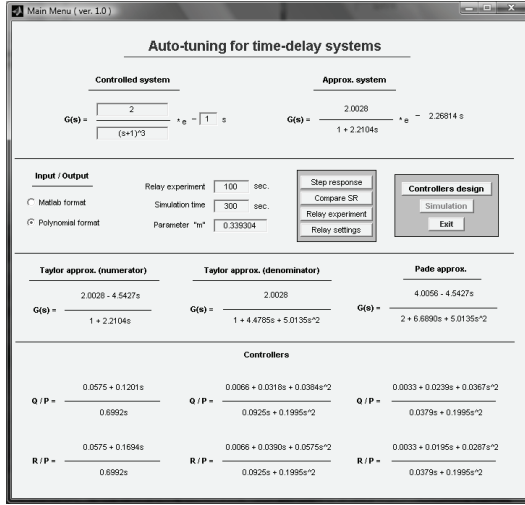 Main Menu ( ver. 1.0 )
Auto-tuning for time-delay systems
Controlled system
G(s) =
2
(s+1)^3
* e - 1 s
Approx. system
G(s) =
2.0028
1 + 2.2104s
* e - 2.26814 s
Input / Output
Matlab format
Polynomial format
Relay experiment 100 sec.
Simulation time 300 sec.
Parameter "m" 0.339304
Step response
Compare SR
Relay experiment
Relay settings
Controllers design
Simulation
Exit
Taylor approx. (numerator)
G(s) =
2.0028 - 4.5427s
1 + 2.2104s
Taylor approx. (denominator)
G(s) =
2.0028
1 + 4.4785s + 5.0135s^2
Pade approx.
G(s) =
4.0056 - 4.5427s
2 + 6.6890s + 5.0135s^2
Controllers
Q / P =
0.0575 + 0.1201s
0.6992s
Q / P =
0.0066 + 0.0318s + 0.0384s^2
0.0925s + 0.1995s^2
Q / P =
0.0033 + 0.0239s + 0.0367s^2
0.0379s + 0.1995s^2
R / P =
0.0575 + 0.1694s
0.6992s
R / P =
0.0066 + 0.0390s + 0.0575s^2
0.0925s + 0.1995s^2
R / P =
0.0033 + 0.0195s + 0.0287s^2
0.0379s + 0.1995s^2